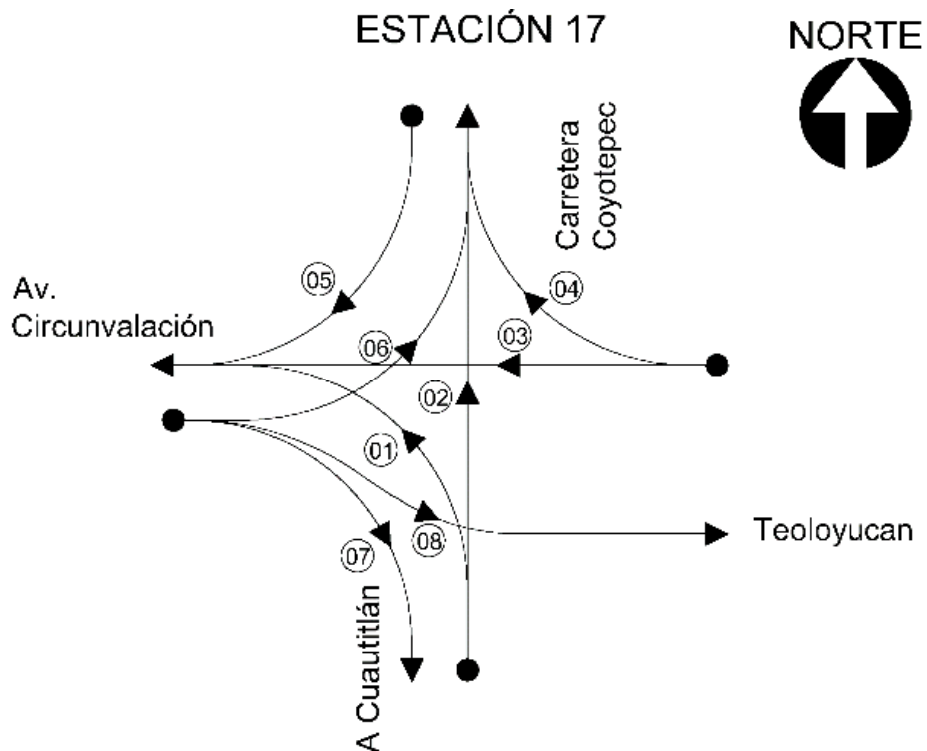 ESTACIÓN 17
NORTE
Carretera
Coyotepec
05
04
Av.
Circunvalación
06
03
02
01
08
07
Teoloyucan
A Cuautitlán